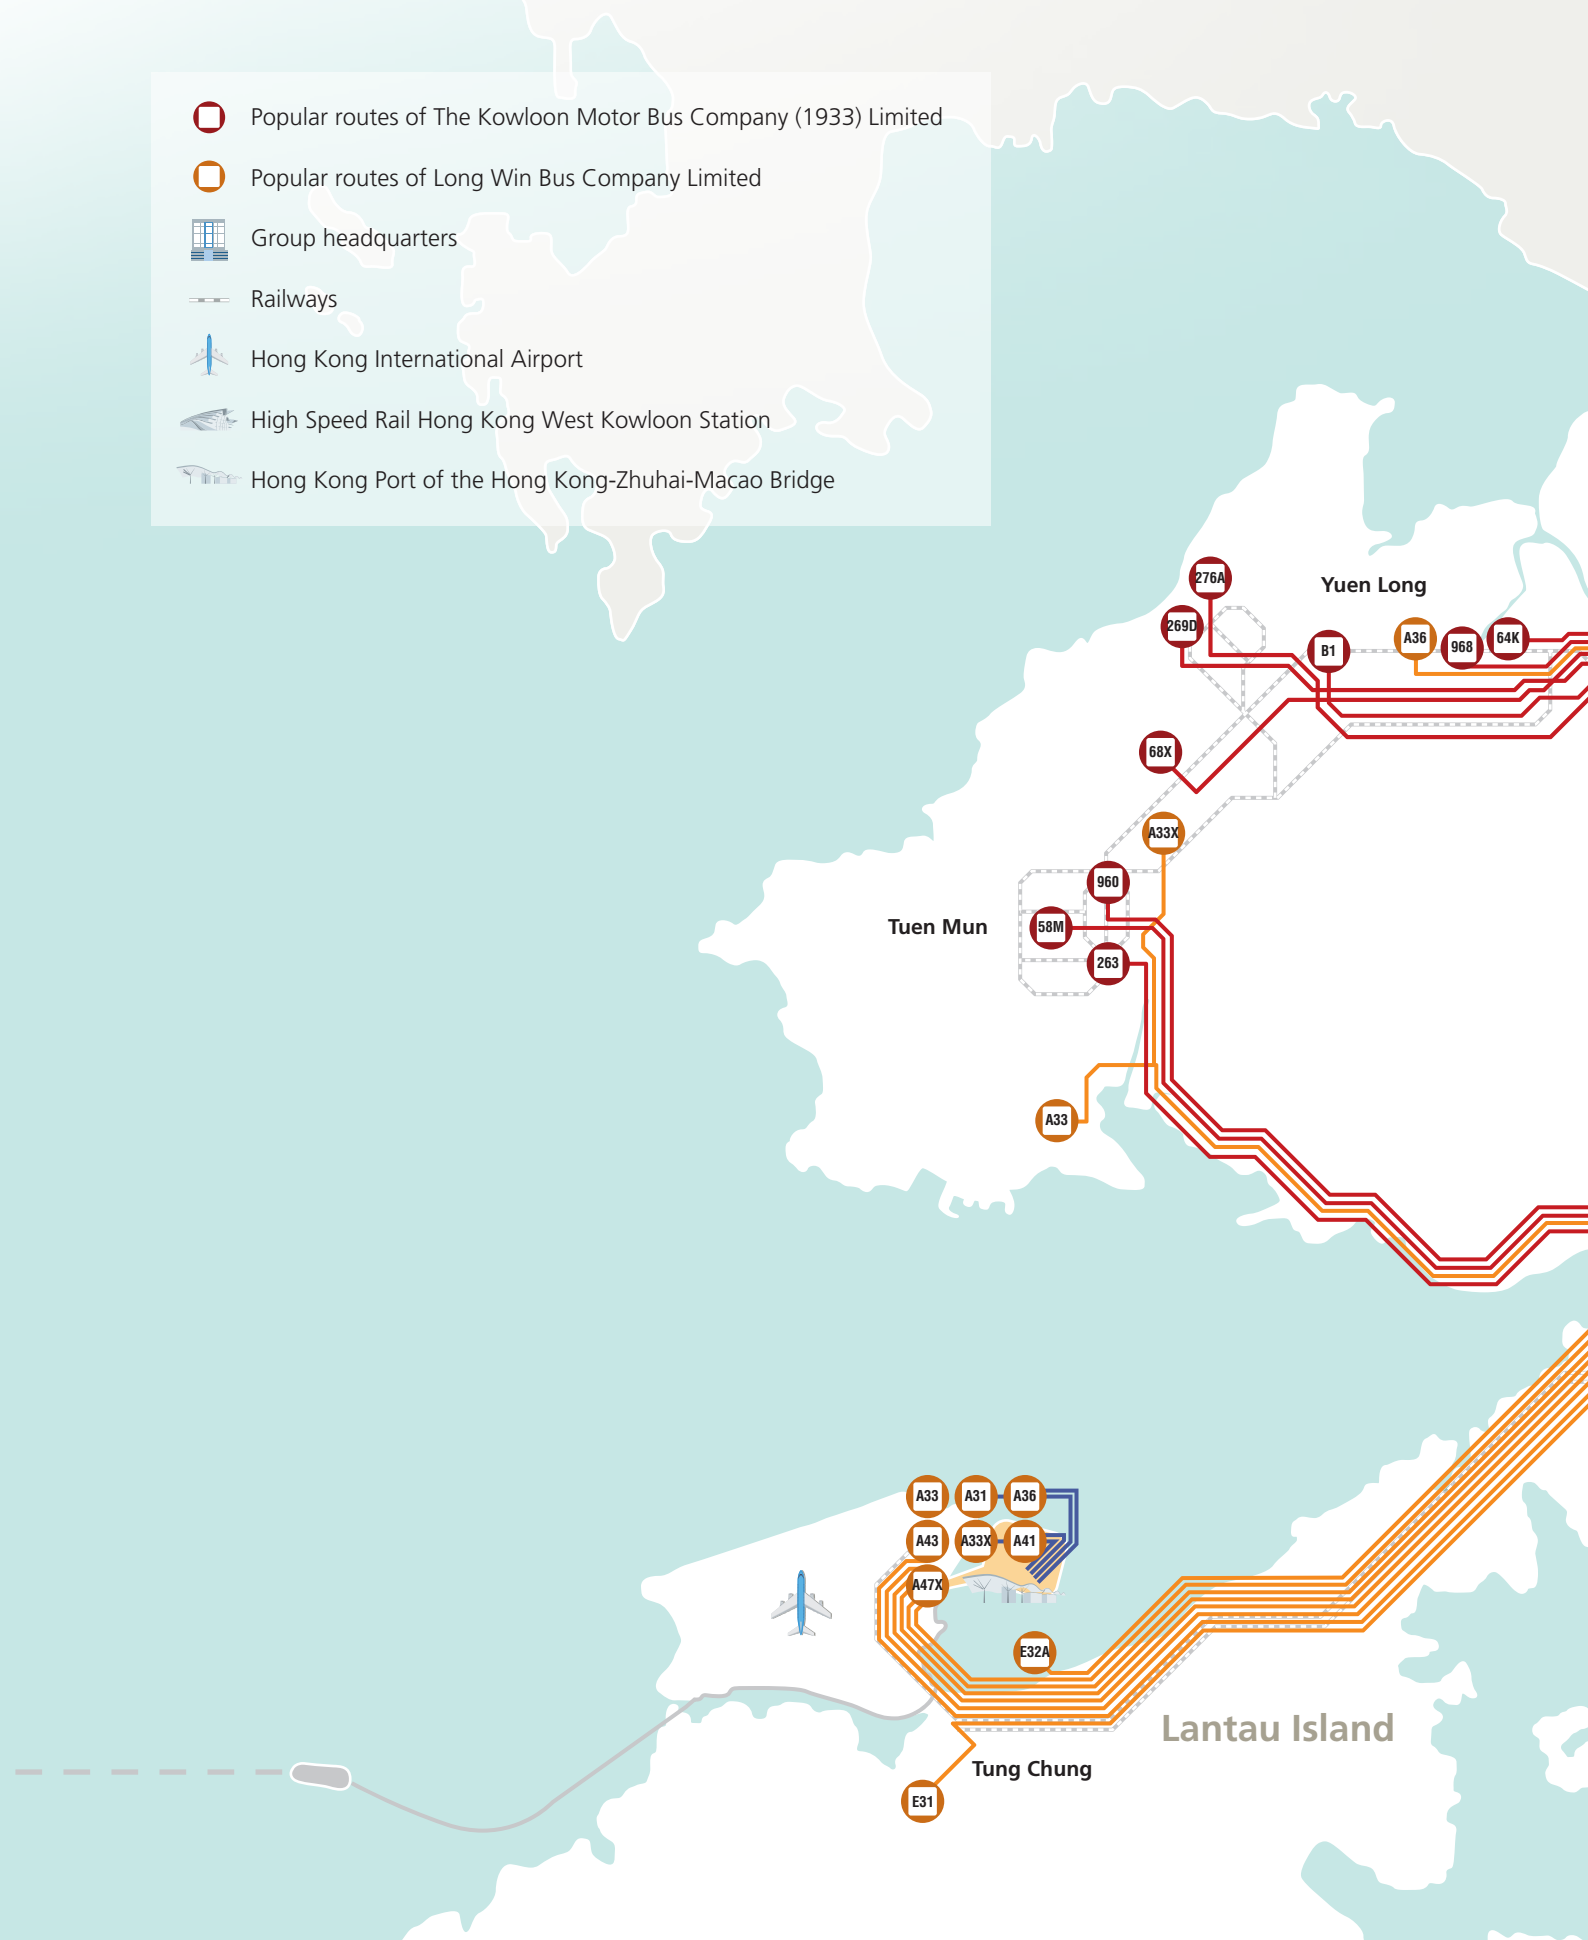 Popular routes of The Kowloon Motor Bus Company (1933) Limited
Popular routes of Long Win Bus Company Limited
Group headquarters
Railways
Hong Kong International Airport
High Speed Rail Hong Kong West Kowloon Station
Hong Kong Port of the Hong Kong-Zhuhai-Macao Bridge
276A
Yuen Long
269D
B1
A36
968
64K
68X
A33X
960
Tuen Mun
58M
263
A33
A33
A31
A36
A43
A33X
A41
A47X
E32A
Lantau Island
Tung Chung
E31